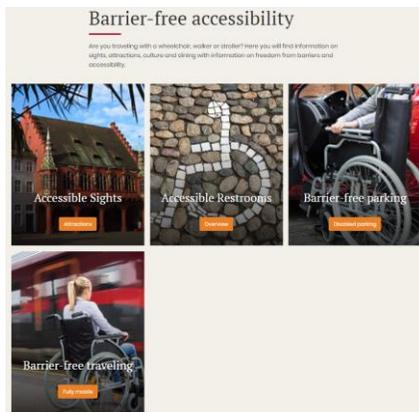 Barrier-free accessibility
Are you traveling with a wheelchair, walker or stroller? Here you will find information on
sights, attractions, culture and dining with information on freedom from barriers and
accessibility.
Accessible Sights
Attractions
Accessible Restrooms
Overview
Barrier-free parking
Disabled parking
Barrier-free traveling
Fully mobile